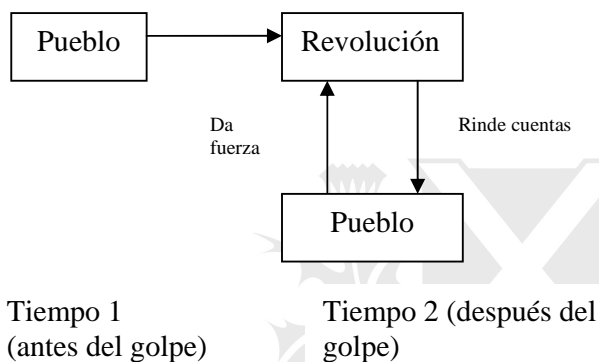 Pueblo
Revolución
Da
fuerza
Rinde cuentas
Pueblo
Tiempo 1
(antes del golpe)
Tiempo 2 (después del
golpe)